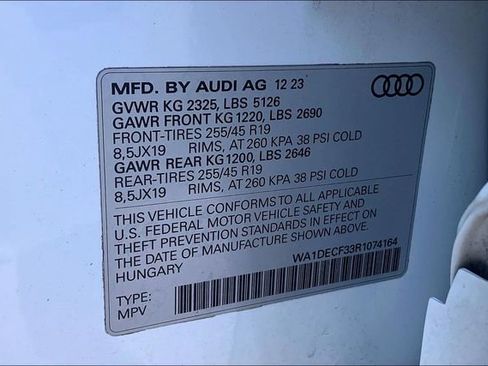 MFD. BY AUDI AG 12 23
GVWR KG 2325, LBS 5126
GAWR FRONT KG 1220, LBS 2690
FRONT-TIRES 255/45 R19
8,5JX19 RIMS, AT 260 KPA 38 PSI COLD
GAWR REAR KG 1200, LBS 2646
REAR-TIRES 255/45 R19
8,5JX19 RIMS, AT 260 KPA 38 PSI COLD
THIS VEHICLE CONFORMS TO ALL APPLICABLE
U.S. FEDERAL MOTOR VEHICLE SAFETY AND
THEFT PREVENTION STANDARDS IN EFFECT ON
THE DATE OF MANUFACTURE SHOWN ABOVE.
HUNGARY
WA1DECF33R1074164
TYPE:
MPV